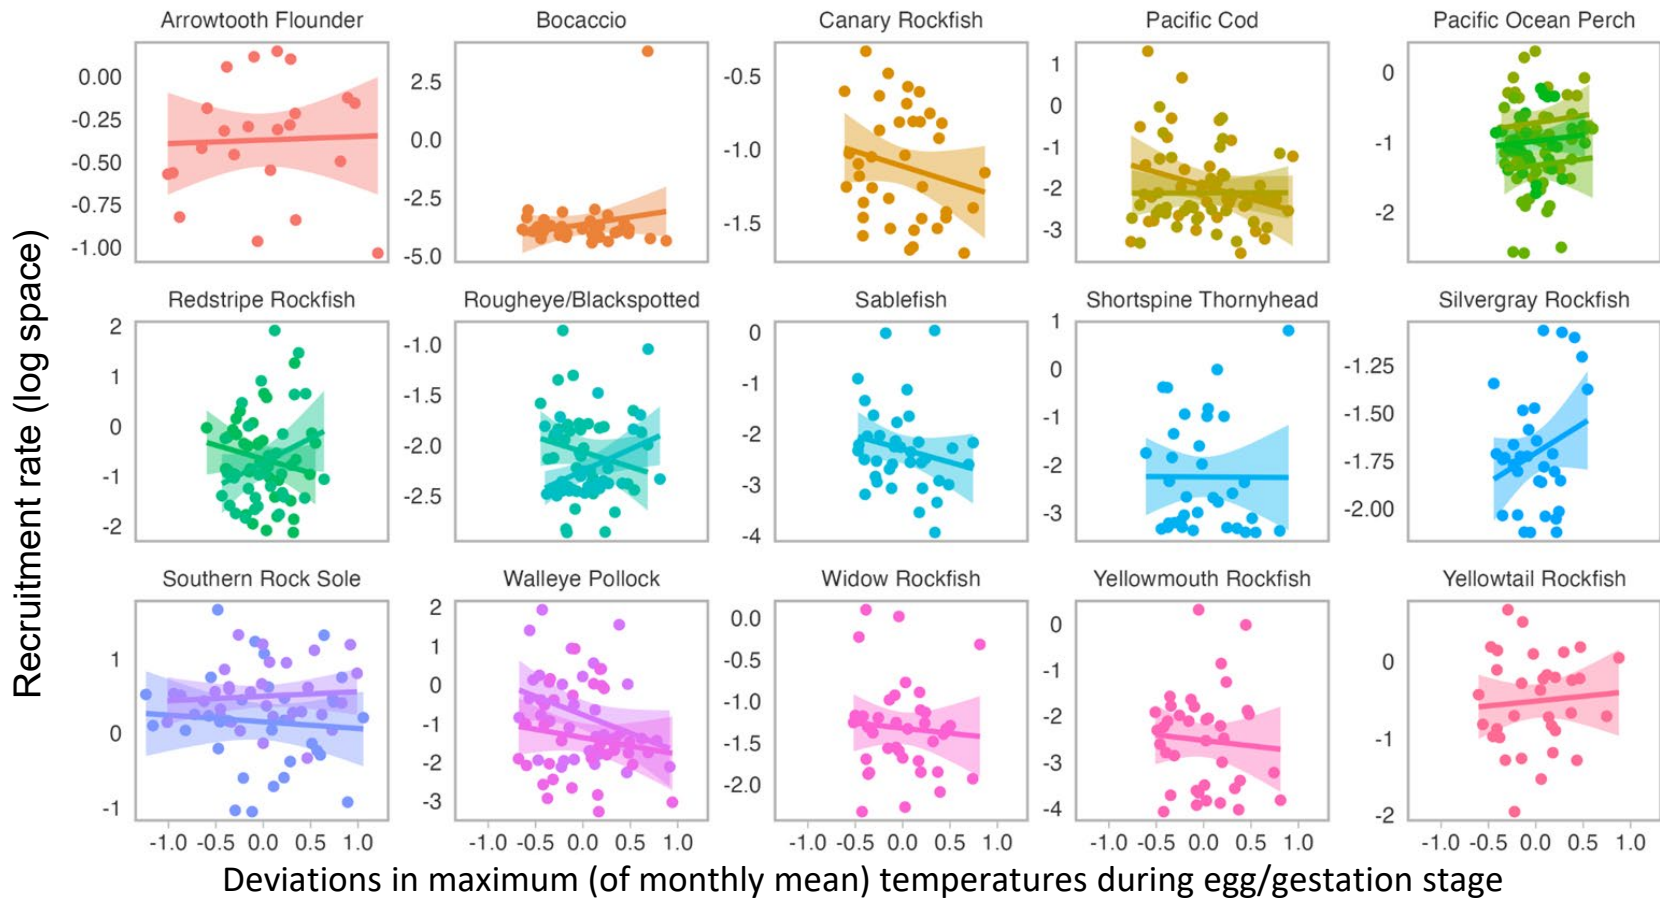 Arrowtooth Flounder
Bocaccio
Canary Rockfish
Pacific Cod
Pacific Ocean Perch
0.00
-0.25
-0.50
-0.75
-1.00
2.5
0.0
-2.5
-5.0
-0.5
-1.0
-1.5
1
0
-1
-2
-3
0
-1
-2
Recruitment rate (log space)
Redstripe Rockfish
Rougheye/Blackspotted
Sablefish
Shortspine Thornyhead
Silvergray Rockfish
2
1
0
-1
-2
-1.0
-1.5
-2.0
-2.5
0
-1
-2
-3
-4
1
0
-1
-2
-3
-1.25
-1.50
-1.75
-2.00
Southern Rock Sole
Walleye Pollock
Widow Rockfish
Yellowmouth Rockfish
Yellowtail Rockfish
1
0
-1
2
1
0
-1
-2
-3
0.0
-0.5
-1.0
-1.5
-2.0
0
-1
-2
-3
-4
0
-1
-2
-1.0 -0.5 0.0 0.5 1.0
-1.0 -0.5 0.0 0.5 1.0
-1.0 -0.5 0.0 0.5 1.0
-1.0 -0.5 0.0 0.5 1.0
-1.0 -0.5 0.0 0.5 1.0
Deviations in maximum (of monthly mean) temperatures during egg/gestation stage